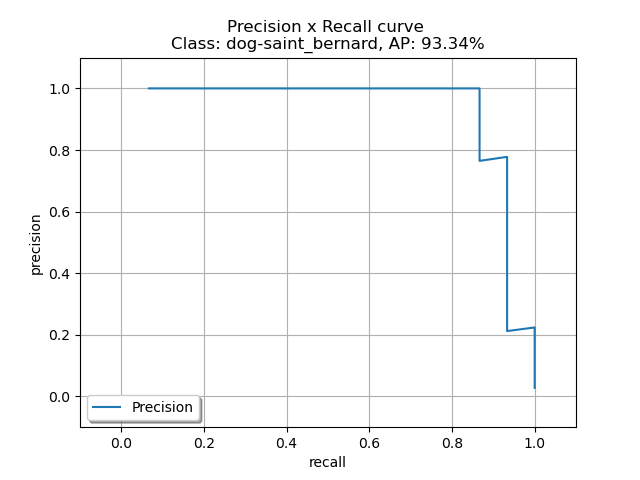 Precision x Recall curve
Class: dog-saint_bernard, AP: 93.34%
1.0
0.8
0.6
0.4
0.2
0.0
precision
Precision
0.0 0.2 0.4 0.6 0.8 1.0
recall